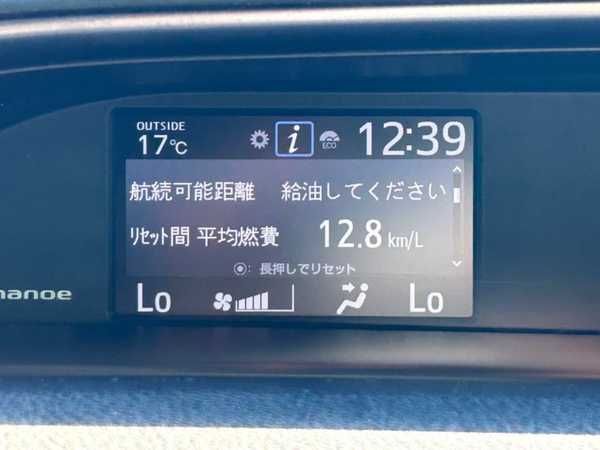 OUTSIDE
17℃ i ECO 12:39
航続可能距離 給油してください
ﾘｾｯﾄ間 平均燃費 12.8 km/L
長押しでリセット
nanoe
Lo Lo